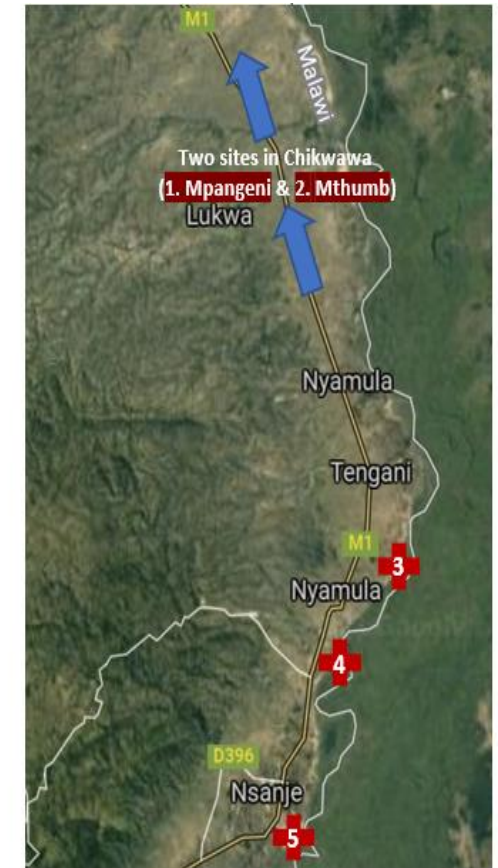 M1
Malawi
Two sites in Chikwawa
(1. Mpangeni & 2. Mthumb)
Lukwa
Nyamula
Tengani
M1
3
Nyamula
4
D396
Nsanje
5